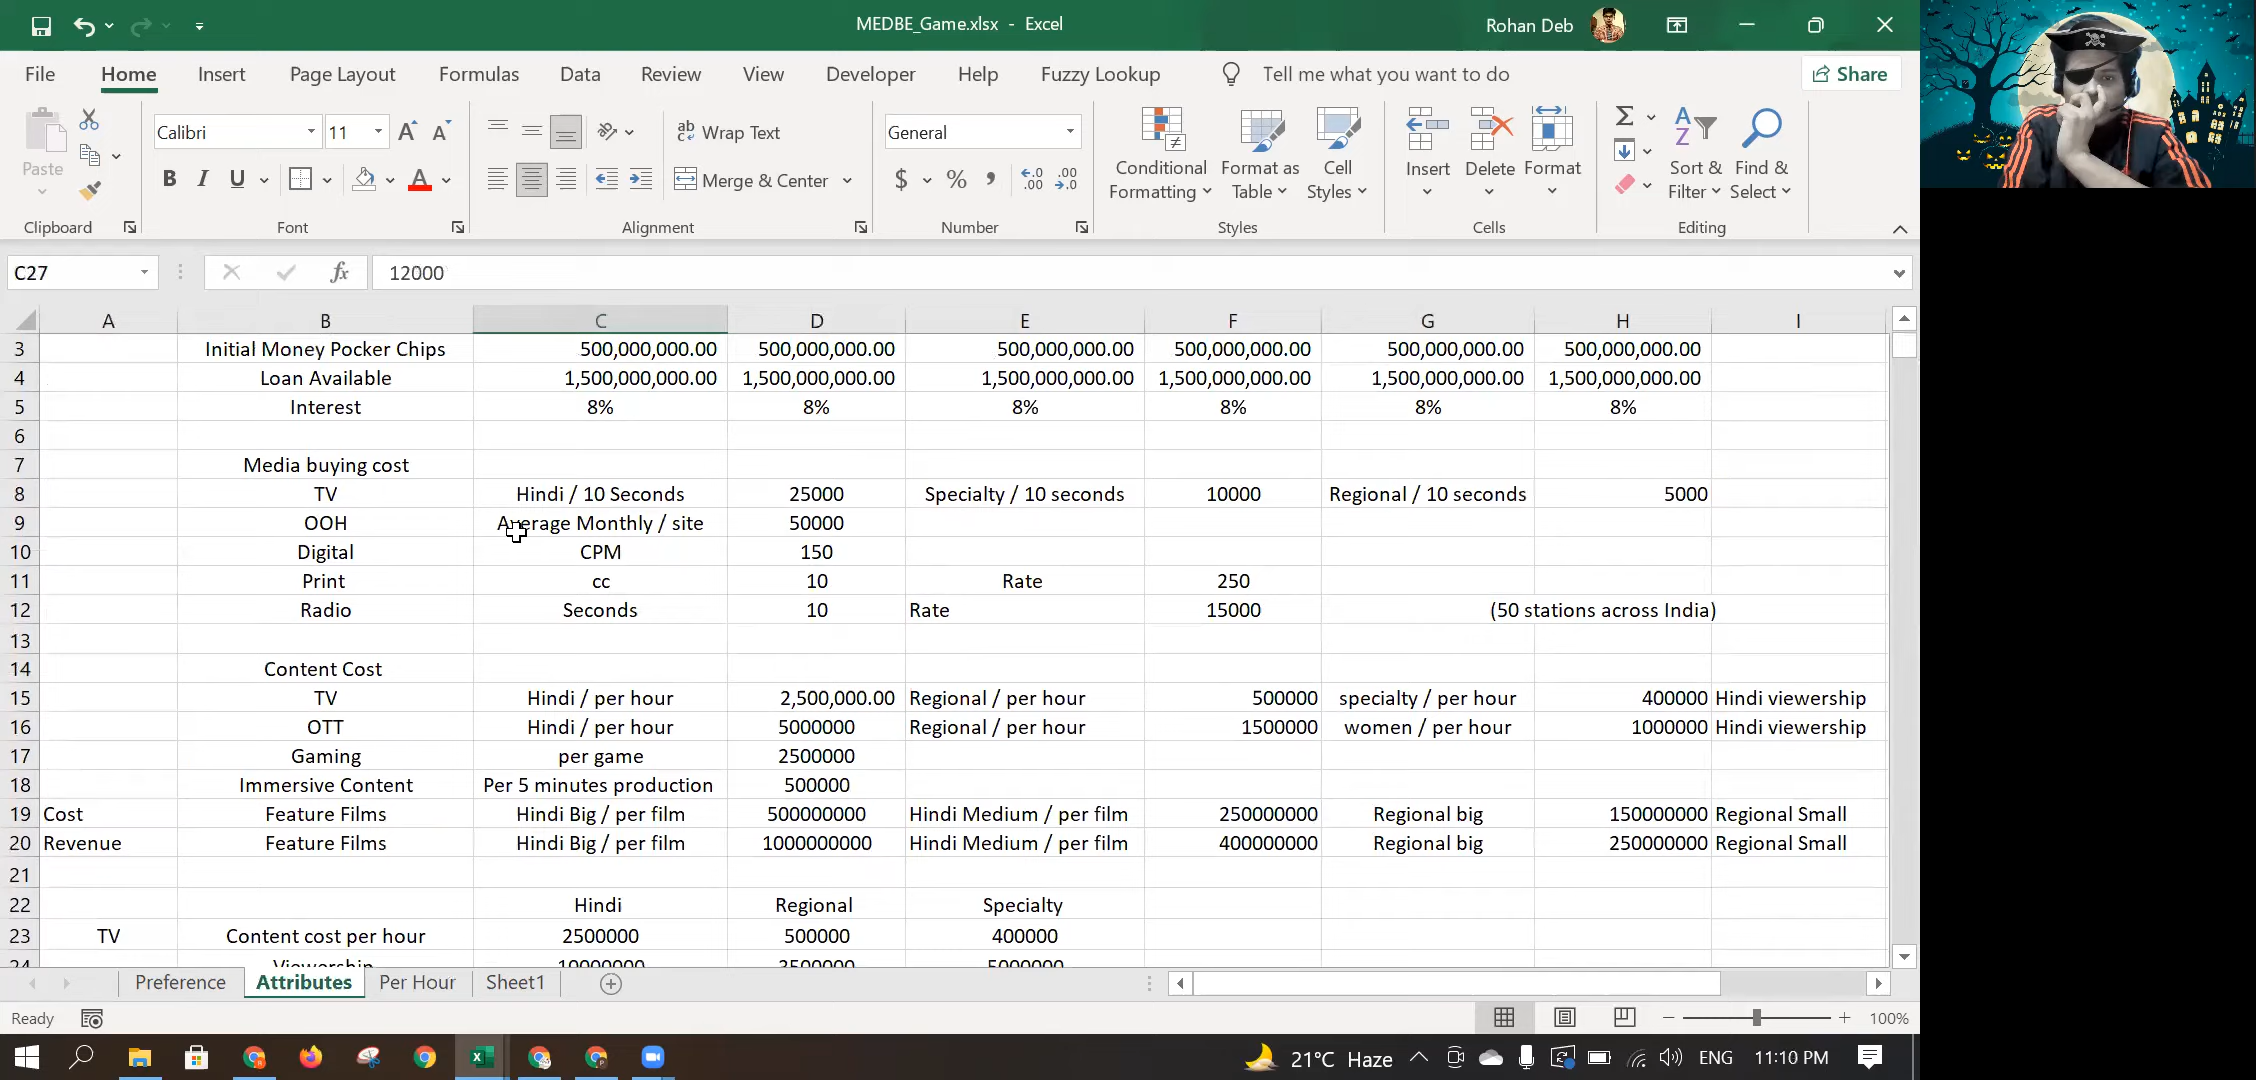 MEDBE_Game.xlsx - Excel
Rohan Deb
File Home Insert Page Layout Formulas Data Review View Developer Help Fuzzy Lookup Tell me what you want to do Share
Paste
Clipboard
Calibri 11
B I U
Font
Wrap Text
Merge & Center
Alignment
General
Number
Conditional Formatting
Format as Table
Cell Styles
Styles
Insert Delete Format
Cells
Sort & Filter
Find & Select
Editing
C27 fx 12000
A B C D E F G H I
3 Initial Money Pocker Chips 500,000,000.00 500,000,000.00 500,000,000.00 500,000,000.00 500,000,000.00 500,000,000.00
4 Loan Available 1,500,000,000.00 1,500,000,000.00 1,500,000,000.00 1,500,000,000.00 1,500,000,000.00 1,500,000,000.00
5 Interest 8% 8% 8% 8% 8% 8%
6
7 Media buying cost
8 TV Hindi / 10 Seconds 25000 Specialty / 10 seconds 10000 Regional / 10 seconds 5000
9 OOH Average Monthly / site 50000
10 Digital CPM 150
11 Print cc 10 Rate 250
12 Radio Seconds 10 Rate 15000 (50 stations across India)
13
14 Content Cost
15 TV Hindi / per hour 2,500,000.00 Regional / per hour 500000 specialty / per hour 400000 Hindi viewership
16 OTT Hindi / per hour 5000000 Regional / per hour 1500000 women / per hour 1000000 Hindi viewership
17 Gaming per game 2500000
18 Immersive Content Per 5 minutes production 500000
19 Cost Feature Films Hindi Big / per film 500000000 Hindi Medium / per film 250000000 Regional big 150000000 Regional Small
20 Revenue Feature Films Hindi Big / per film 1000000000 Hindi Medium / per film 400000000 Regional big 250000000 Regional Small
21
22 Hindi Regional Specialty
23 TV Content cost per hour 2500000 500000 400000
24 Viewership 10000000 3500000 5000000
Preference Attributes Per Hour Sheet1
Ready
100%
21°C Haze ENG 11:10 PM